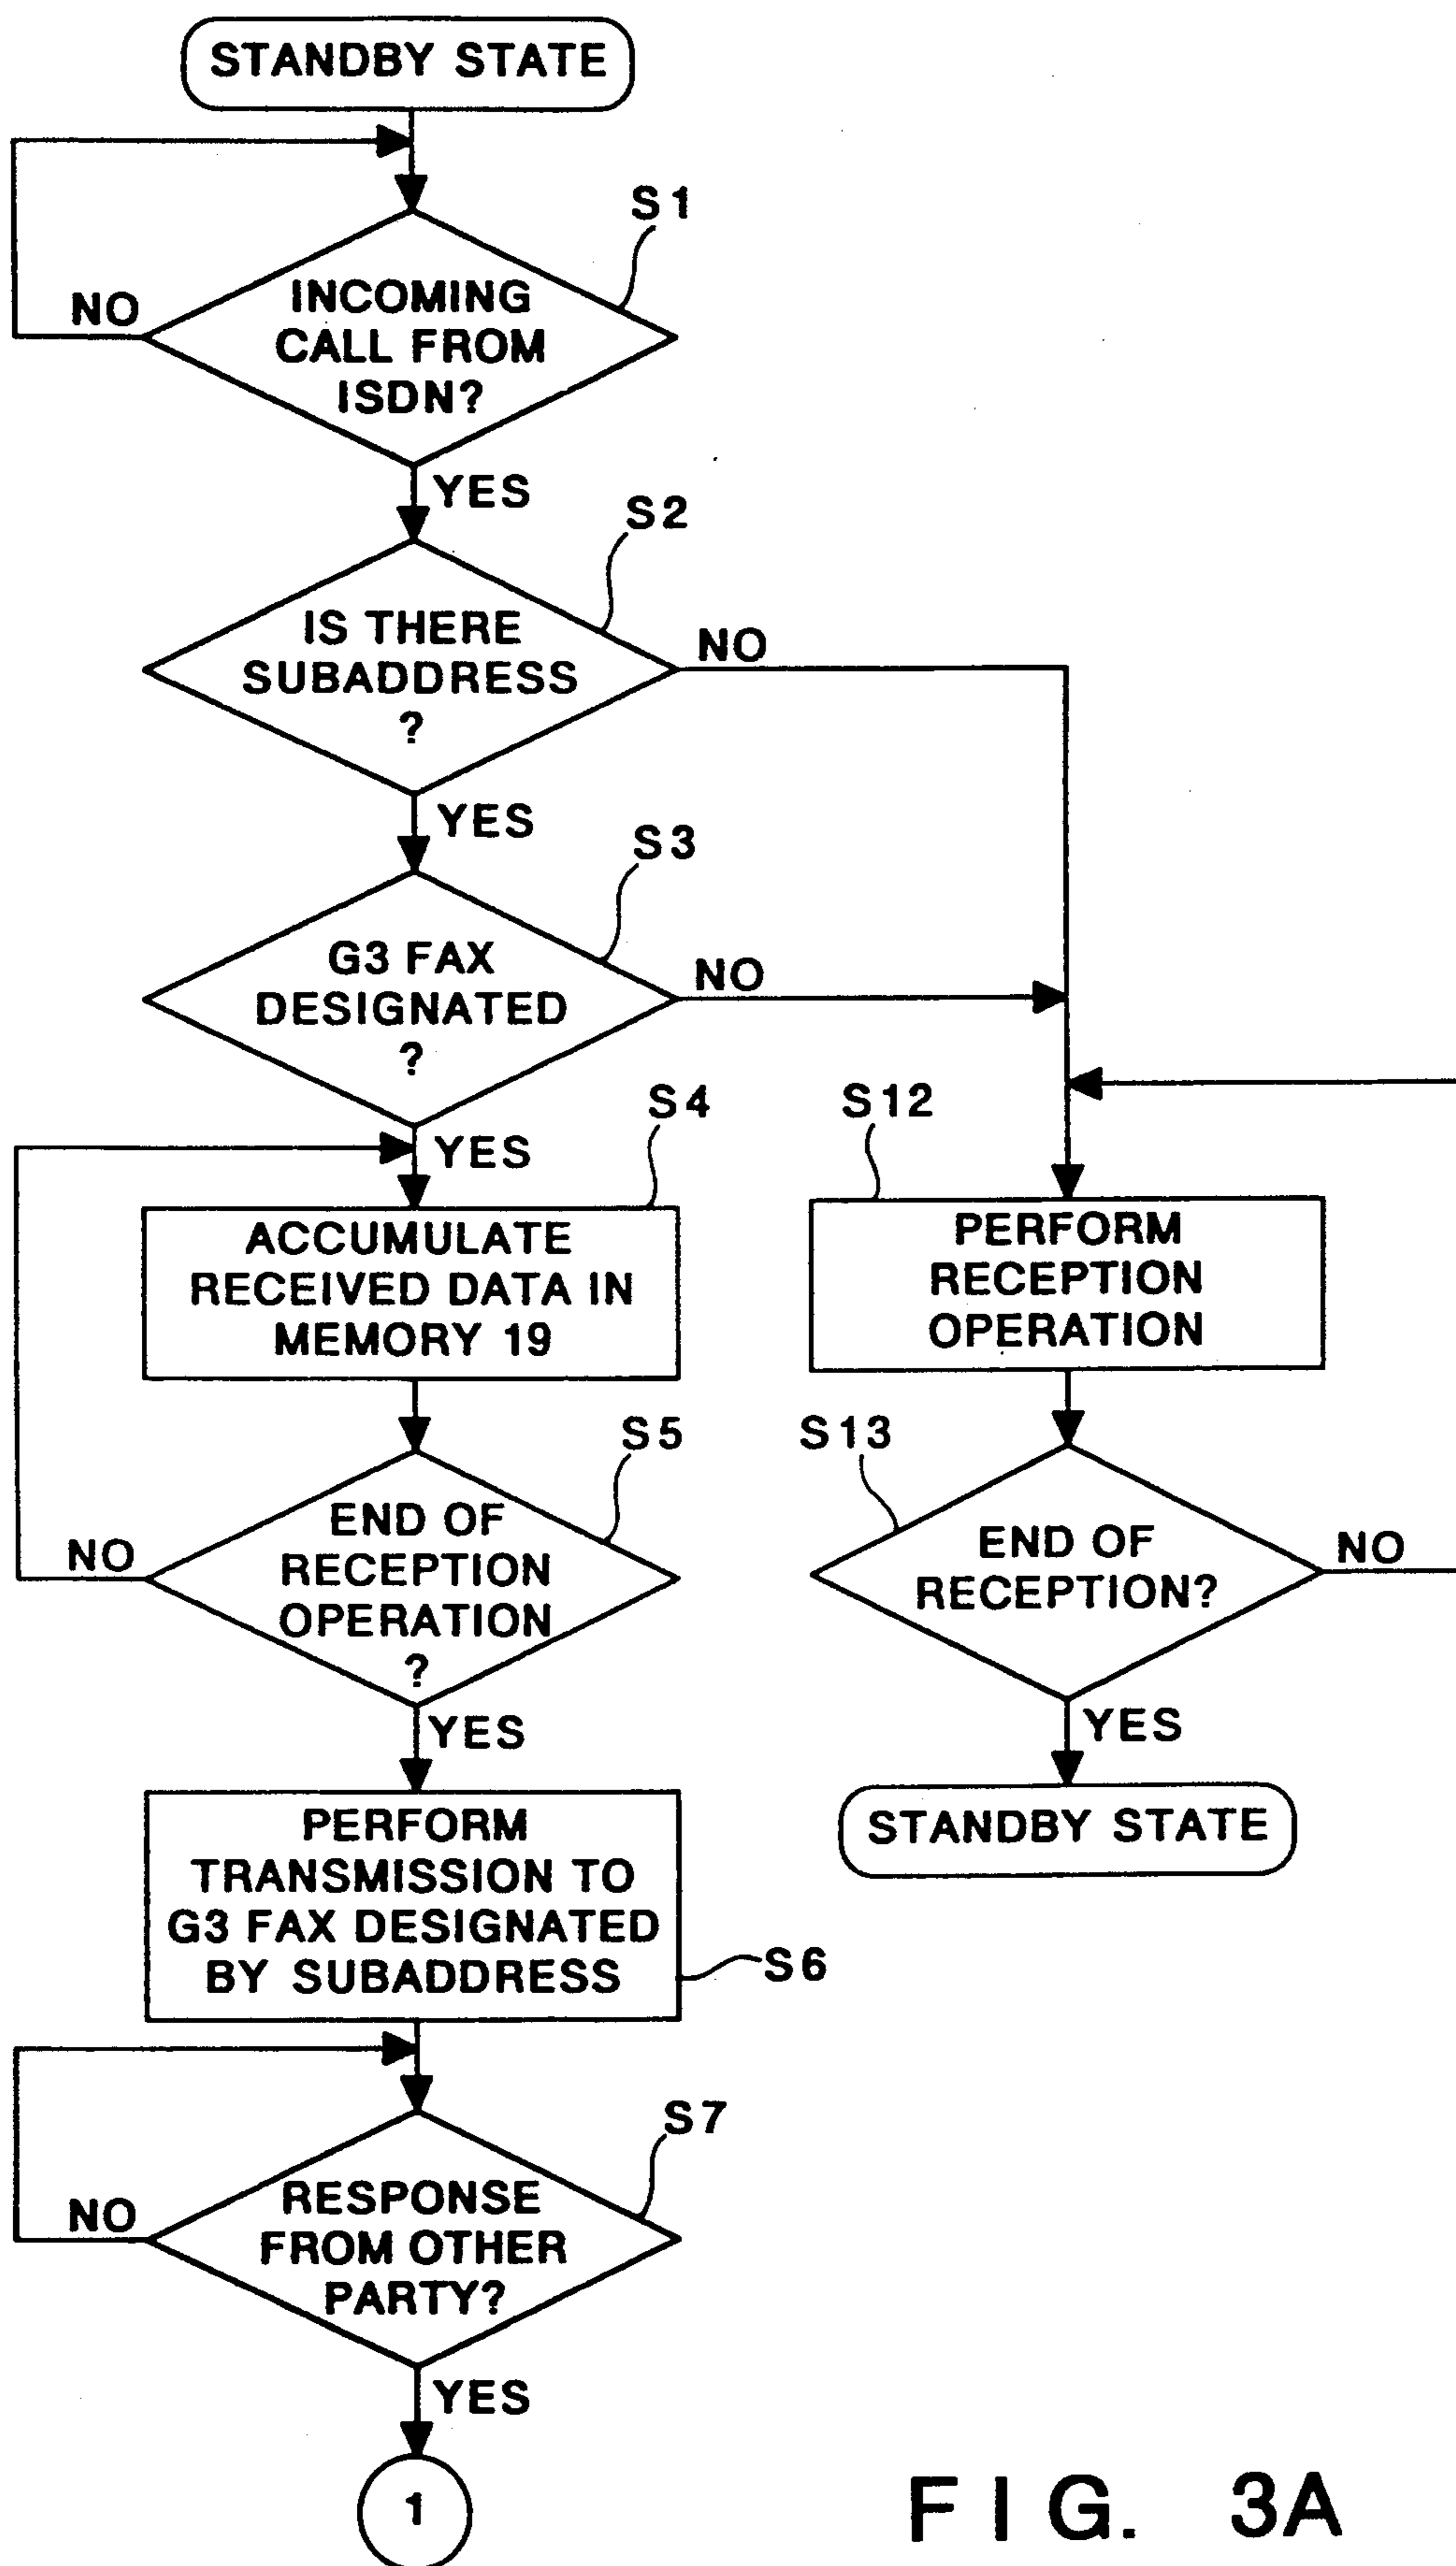 STANDBY STATE
S1
INCOMING
CALL FROM
ISDN?
NO
YES
S2
IS THERE
SUBADDRESS
?
NO
YES
S3
G3 FAX
DESIGNATED
?
NO
YES
S4
ACCUMULATE
RECEIVED DATA IN
MEMORY 19
S5
END OF
RECEPTION
OPERATION
?
NO
YES
PERFORM
TRANSMISSION TO
G3 FAX DESIGNATED
BY SUBADDRESS
S6
S7
RESPONSE
FROM OTHER
PARTY?
NO
YES
1
S12
PERFORM
RECEPTION
OPERATION
S13
END OF
RECEPTION?
NO
YES
STANDBY STATE
FIG. 3A